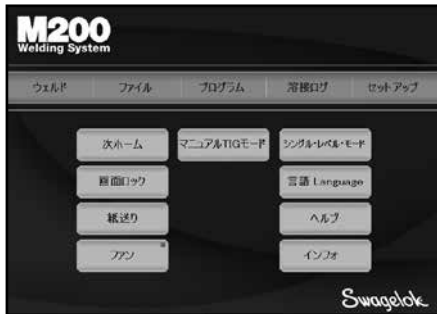 M200
Welding System
ウェルド ファイル プログラム 溶接ログ セットアップ
次ホーム マニュアルTIGモード シングル・レベル・モード
画面ロック 言語 Language
紙送り ヘルプ
ファン インフォ
Swagelok